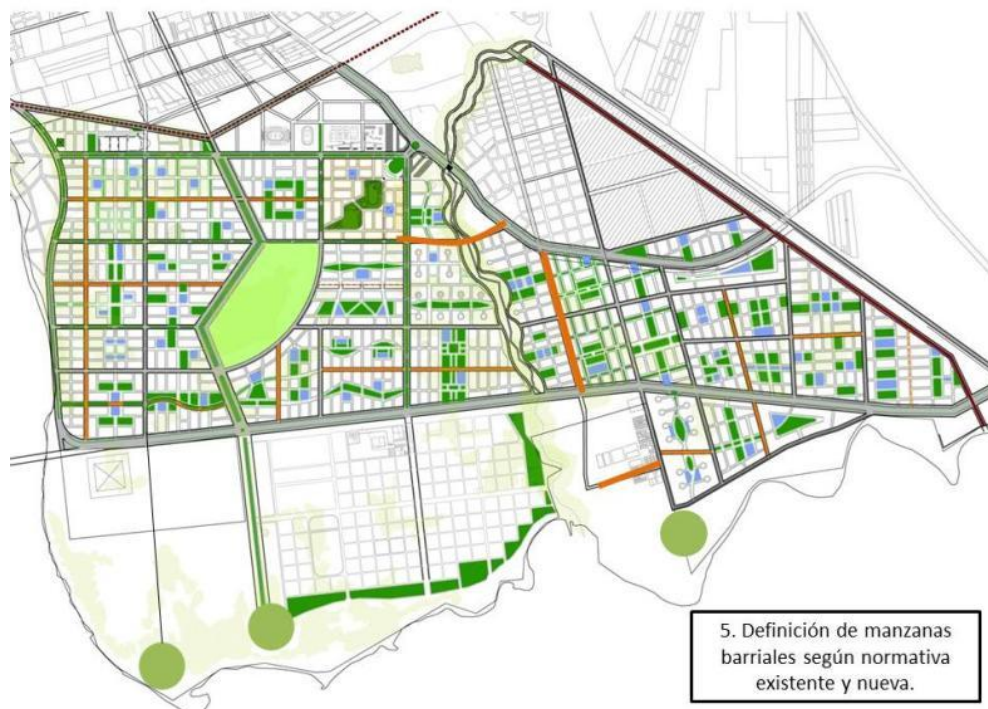 5. Definición de manzanas
barriales según normativa
existente y nueva.